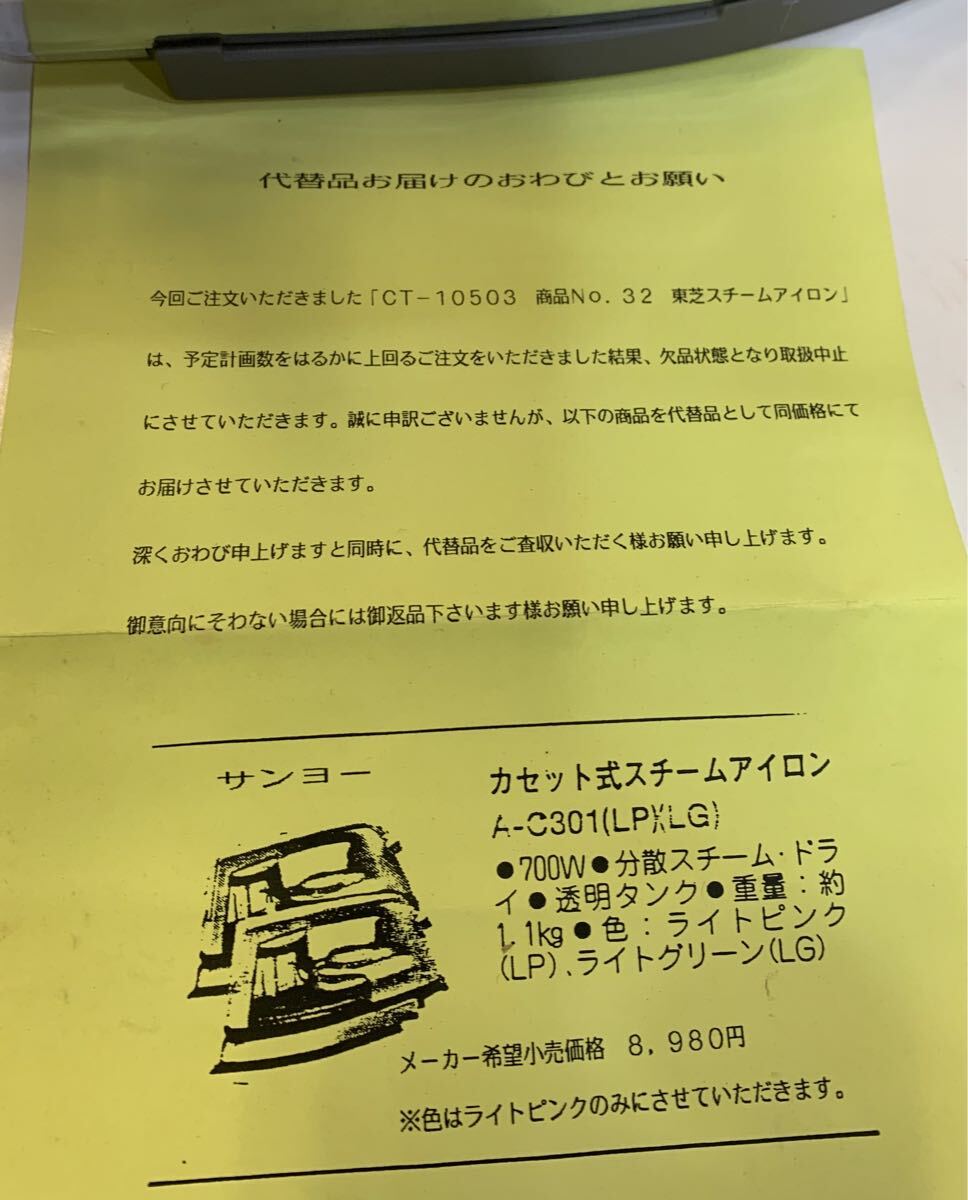 代替品お届けのおわびとお願い
今回ご注文いただきました「CT-10503 商品No.32 東芝スチームアイロン」
は、予定計画数をはるかに上回るご注文をいただきました結果、欠品状態となり取扱中止
にさせていただきます。誠に申訳ございませんが、以下の商品を代替品として同価格にて
お届けさせていただきます。
深くおわび申上げますと同時に、代替品をご査収いただく様お願い申し上げます。
御意向にそわない場合には御返品下さいます様お願い申し上げます。
サンヨー
カセット式スチームアイロン
A-C301(LP)(LG)
●700W●分散スチーム・ドラ
イ●透明タンク●重量：約
1.1kg●色：ライトピンク
(LP)、ライトグリーン(LG)
メーカー希望小売価格 8,980円
※色はライトピンクのみにさせていただきます。